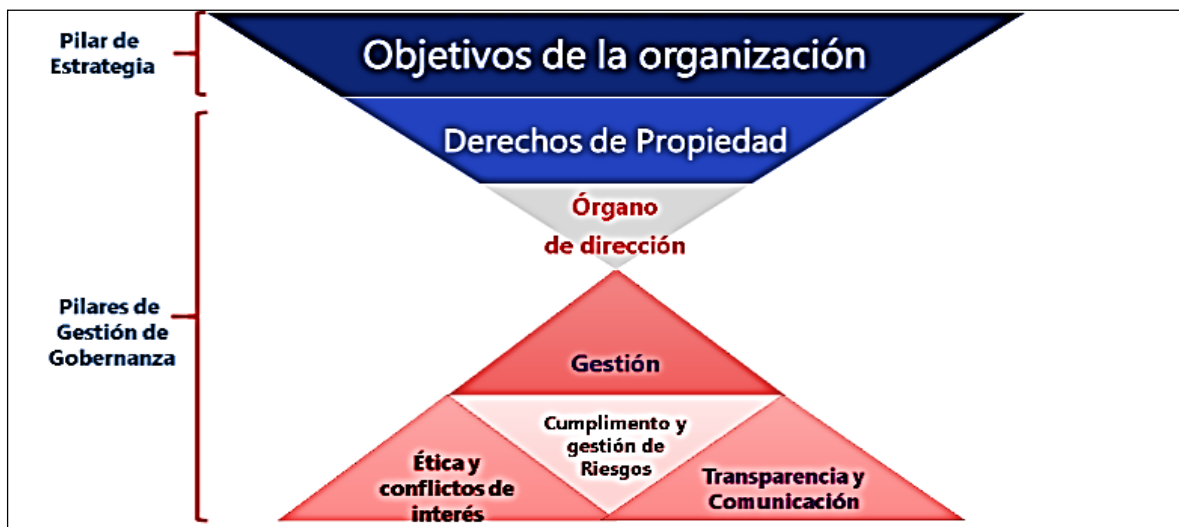 Pilar de
Estrategia
Objetivos de la organización
Derechos de Propiedad
Órgano
de dirección
Pilares de
Gestión de
Gobernanza
Gestión
Cumplimento y
gestión de
Riesgos
Ética y
conflictos de
interés
Transparencia y
Comunicación